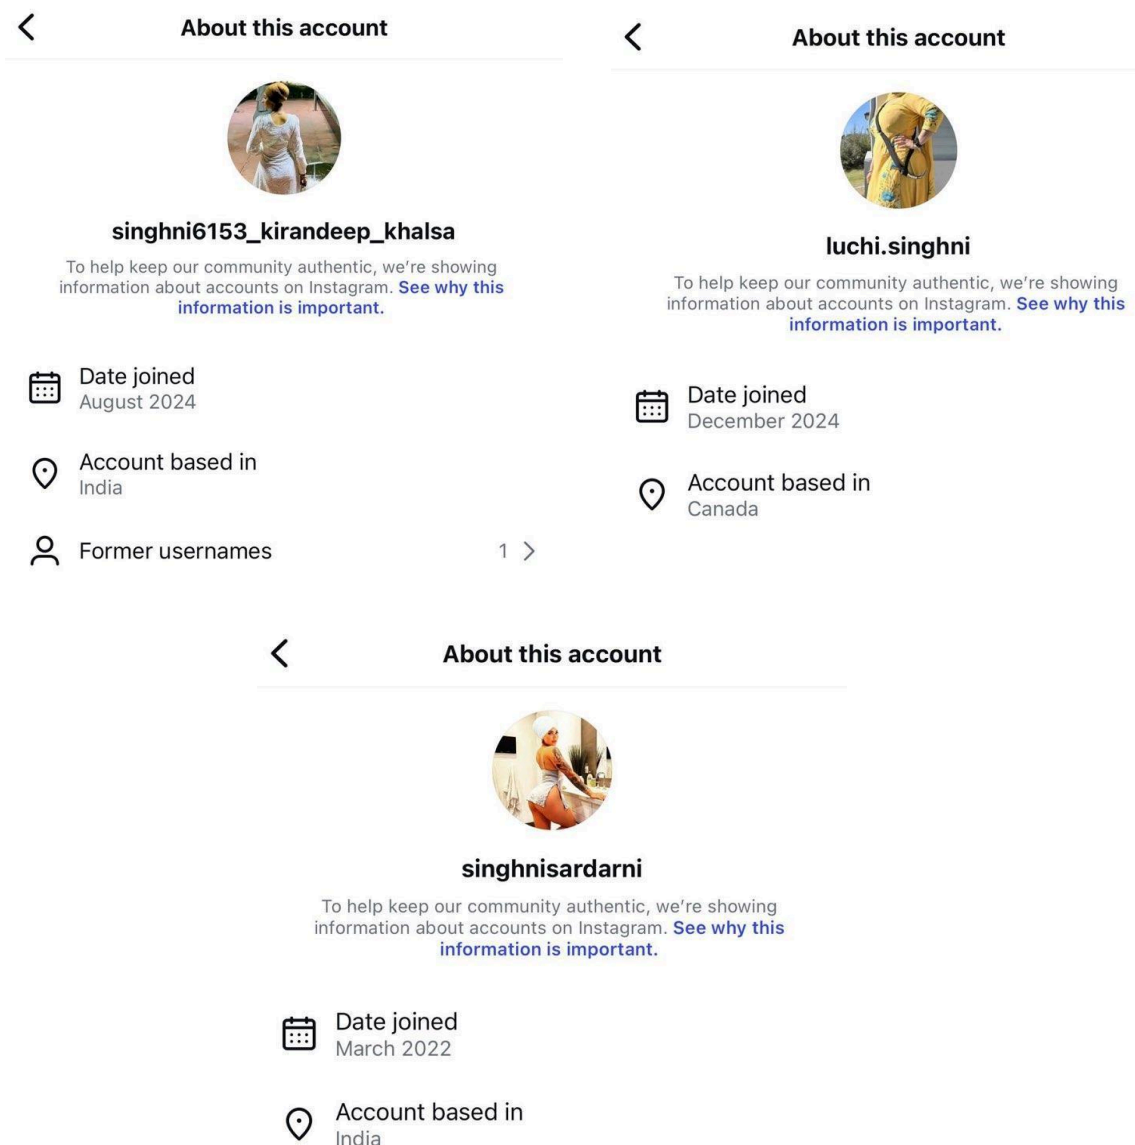 About this account
singhni6153_kirandeep_khalsa
To help keep our community authentic, we’re showing
information about accounts on Instagram. See why this
information is important.
Date joined
August 2024
Account based in
India
Former usernames 1
About this account
luchi.singhni
To help keep our community authentic, we’re showing
information about accounts on Instagram. See why this
information is important.
Date joined
December 2024
Account based in
Canada
About this account
singhnisardarni
To help keep our community authentic, we’re showing
information about accounts on Instagram. See why this
information is important.
Date joined
March 2022
Account based in
India